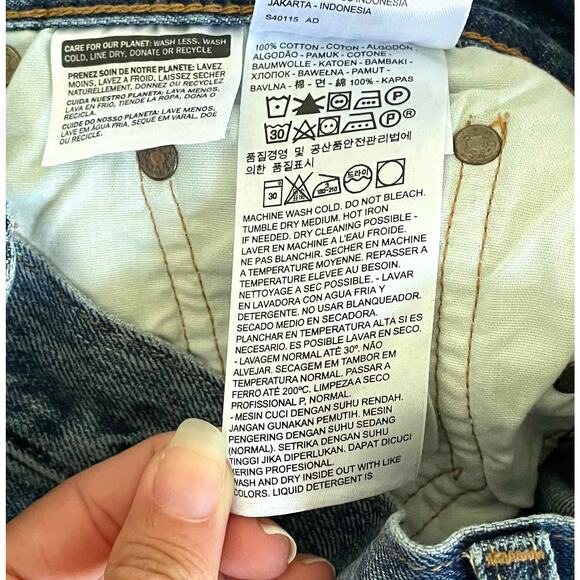 JAKARTA - INDONESIA
S40115 AD
CARE FOR OUR PLANET: WASH LESS, WASH
COLD, LINE DRY, DONATE OR RECYCLE
PRENEZ SOIN DE NOTRE PLANÈTE: LAVEZ
MOINS, LAVEZ A FROID, LAISSEZ SECHER
NATURELLEMENT, DONNEZ OU RECYCLEZ
CUIDA NUESTRO PLANETA: LAVA MENOS,
LAVA EN FRIO, TIENDE LA ROPA, DONA O
RECICLA.
CUIDE DO NOSSO PLANETA: LAVE MENOS,
LAVE EM ÁGUA FRIA, SEQUE EM VARAL, DOE
OU RECICLE.
100% COTTON - COTON - ALGODÓN
ALGODÃO - PAMUK - COTONE -
BAUMWOLLE - KATOEN - BAMBAKI -
ХЛОПОК - BAWEŁNA - PAMUT -
BAVLNA - 棉 - 면 - 綿 100% - KAPAS
P
30
P
품질경영 및 공산품안전관리법에
의한 품질표시
30
180-210
드라이
MACHINE WASH COLD. DO NOT BLEACH.
TUMBLE DRY MEDIUM. HOT IRON
IF NEEDED. DRY CLEANING POSSIBLE -
LAVER EN MACHINE A L'EAU FROIDE.
NE PAS BLANCHIR. SECHER EN MACHINE
A TEMPERATURE MOYENNE. REPASSER A
TEMPERATURE ELEVEE AU BESOIN.
NETTOYAGE A SEC POSSIBLE. - LAVAR
EN LAVADORA CON AGUA FRIA Y
DETERGENTE. NO USAR BLANQUEADOR.
SECADO MEDIO EN SECADORA.
PLANCHAR EN TEMPERATURA ALTA SI ES
NECESARIO. ES POSIBLE LAVAR EN SECO.
- LAVAGEM NORMAL ATÉ 30º. NÃO
ALVEJAR. SECAGEM EM TAMBOR EM
TEMPERATURA NORMAL. PASSAR A
FERRO ATÉ 200ºC. LIMPEZA A SECO
PROFISSIONAL P, NORMAL.
- MESIN CUCI DENGAN SUHU RENDAH.
JANGAN GUNAKAN PEMUTIH. MESIN
PENGERING DENGAN SUHU SEDANG
(NORMAL). SETRIKA DENGAN SUHU
TINGGI JIKA DIPERLUKAN. DAPAT DICUCI
KERING PROFESIONAL.
WASH AND DRY INSIDE OUT WITH LIKE
COLORS. LIQUID DETERGENT IS